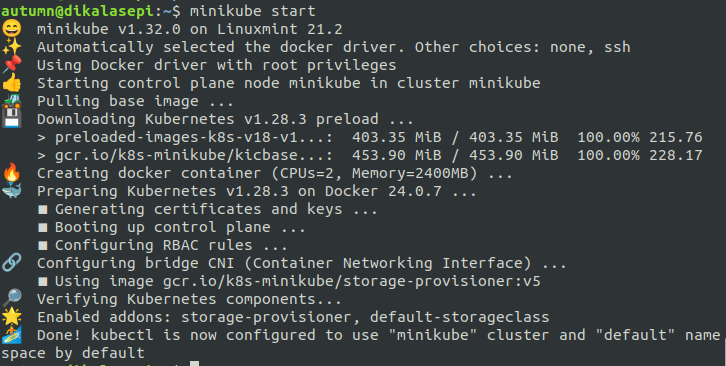 autumn@dikalasepi:~$ minikube start
😄 minikube v1.32.0 on Linuxmint 21.2
✨ Automatically selected the docker driver. Other choices: none, ssh
📌 Using Docker driver with root privileges
👍 Starting control plane node minikube in cluster minikube
🚜 Pulling base image ...
💾 Downloading Kubernetes v1.28.3 preload ...
> preloaded-images-k8s-v18-v1...: 403.35 MiB / 403.35 MiB 100.00% 215.76
> gcr.io/k8s-minikube/kicbase...: 453.90 MiB / 453.90 MiB 100.00% 228.17
🔥 Creating docker container (CPUs=2, Memory=2400MB) ...
🐳 Preparing Kubernetes v1.28.3 on Docker 24.0.7 ...
▪ Generating certificates and keys ...
▪ Booting up control plane ...
▪ Configuring RBAC rules ...
🔗 Configuring bridge CNI (Container Networking Interface) ...
▪ Using image gcr.io/k8s-minikube/storage-provisioner:v5
🔎 Verifying Kubernetes components...
🌟 Enabled addons: storage-provisioner, default-storageclass
🏄 Done! kubectl is now configured to use "minikube" cluster and "default" name
space by default